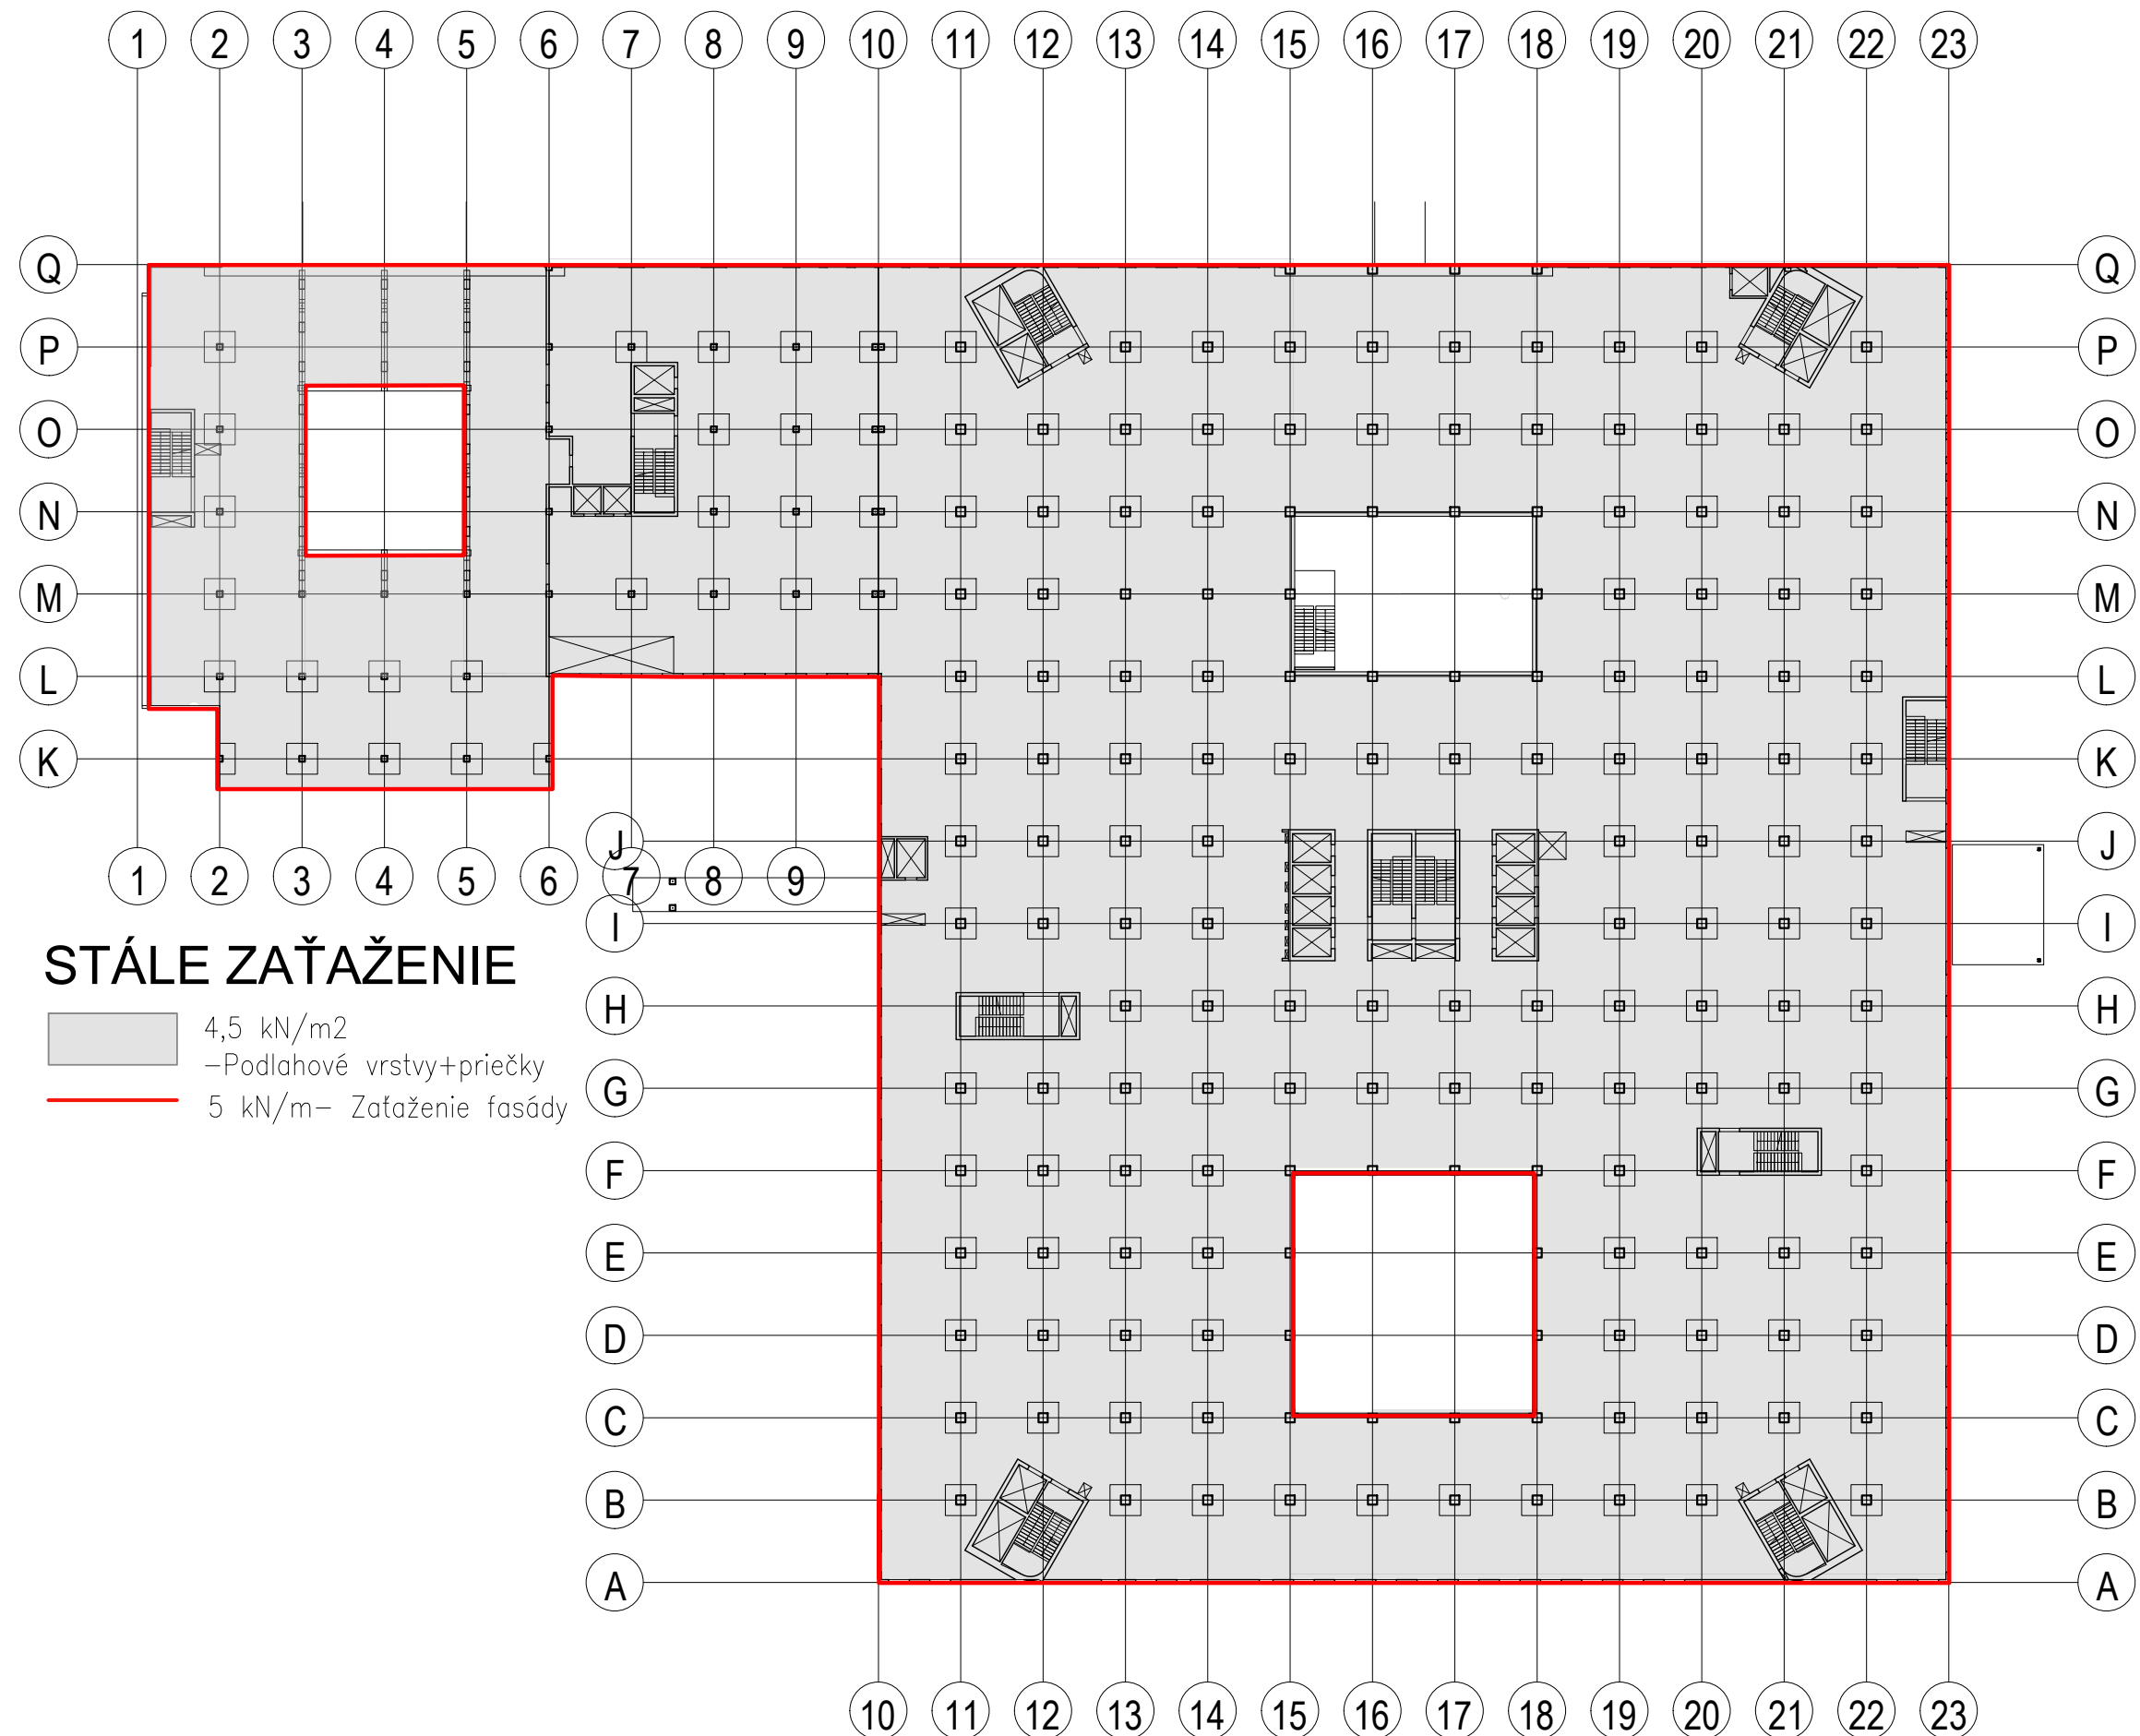 1 2 3 4 5 6 7 8 9 10 11 12 13 14 15 16 17 18 19 20 21 22 23
Q Q
P P
O O
N N
M M
L L
K K
J J
1 2 3 4 5 6 7 8 9
I I
STÁLE ZAŤAŽENIE
4,5 kN/m2
-Podlahové vrstvy+priečky
5 kN/m- Zaťaženie fasády
H H
G G
F F
E E
D D
C C
B B
A A
10 11 12 13 14 15 16 17 18 19 20 21 22 23